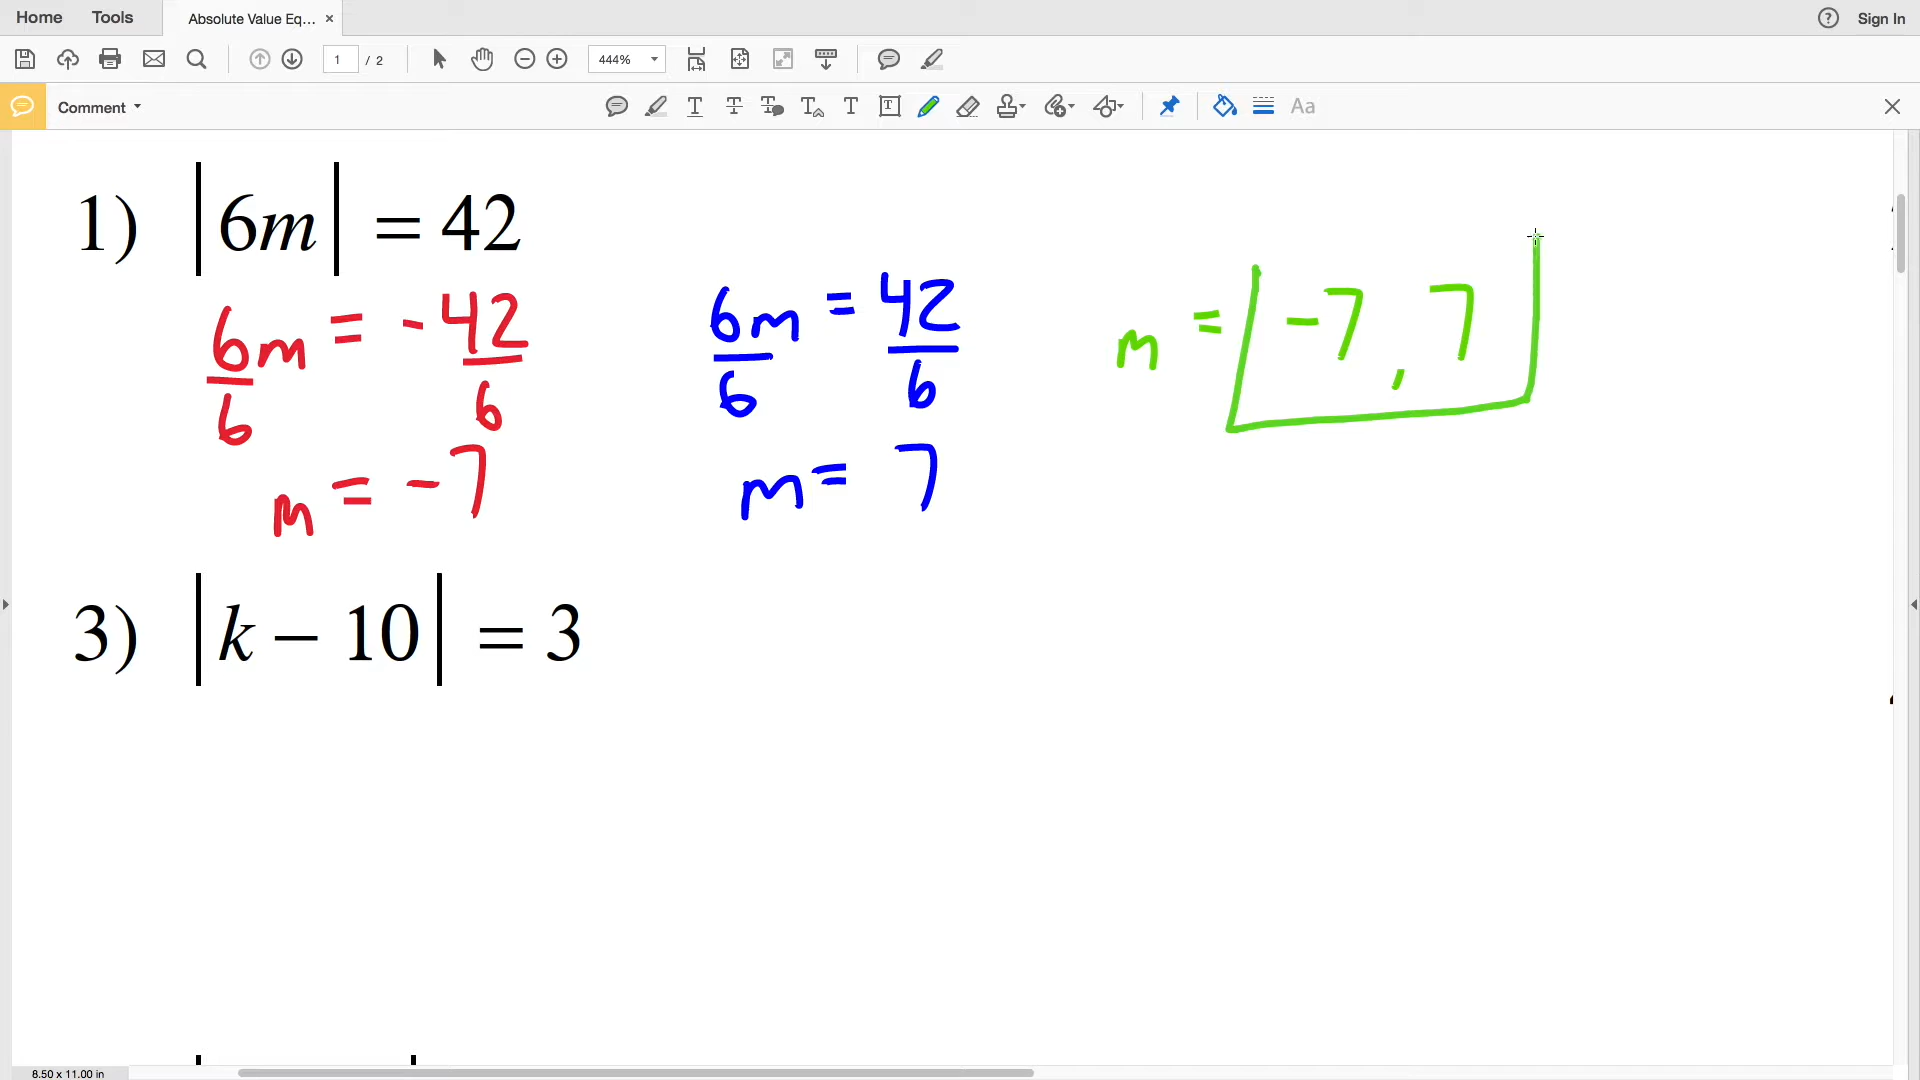 Home Tools Absolute Value Eq... × ? Sign In
1 / 2 444%
Comment T T T T T T Aa
1) |6m| = 42
6m = -42
6 6
m = -7
6m = 42
6 6
m = 7
m = -7, 7
3) |k − 10| = 3
8.50 x 11.00 in